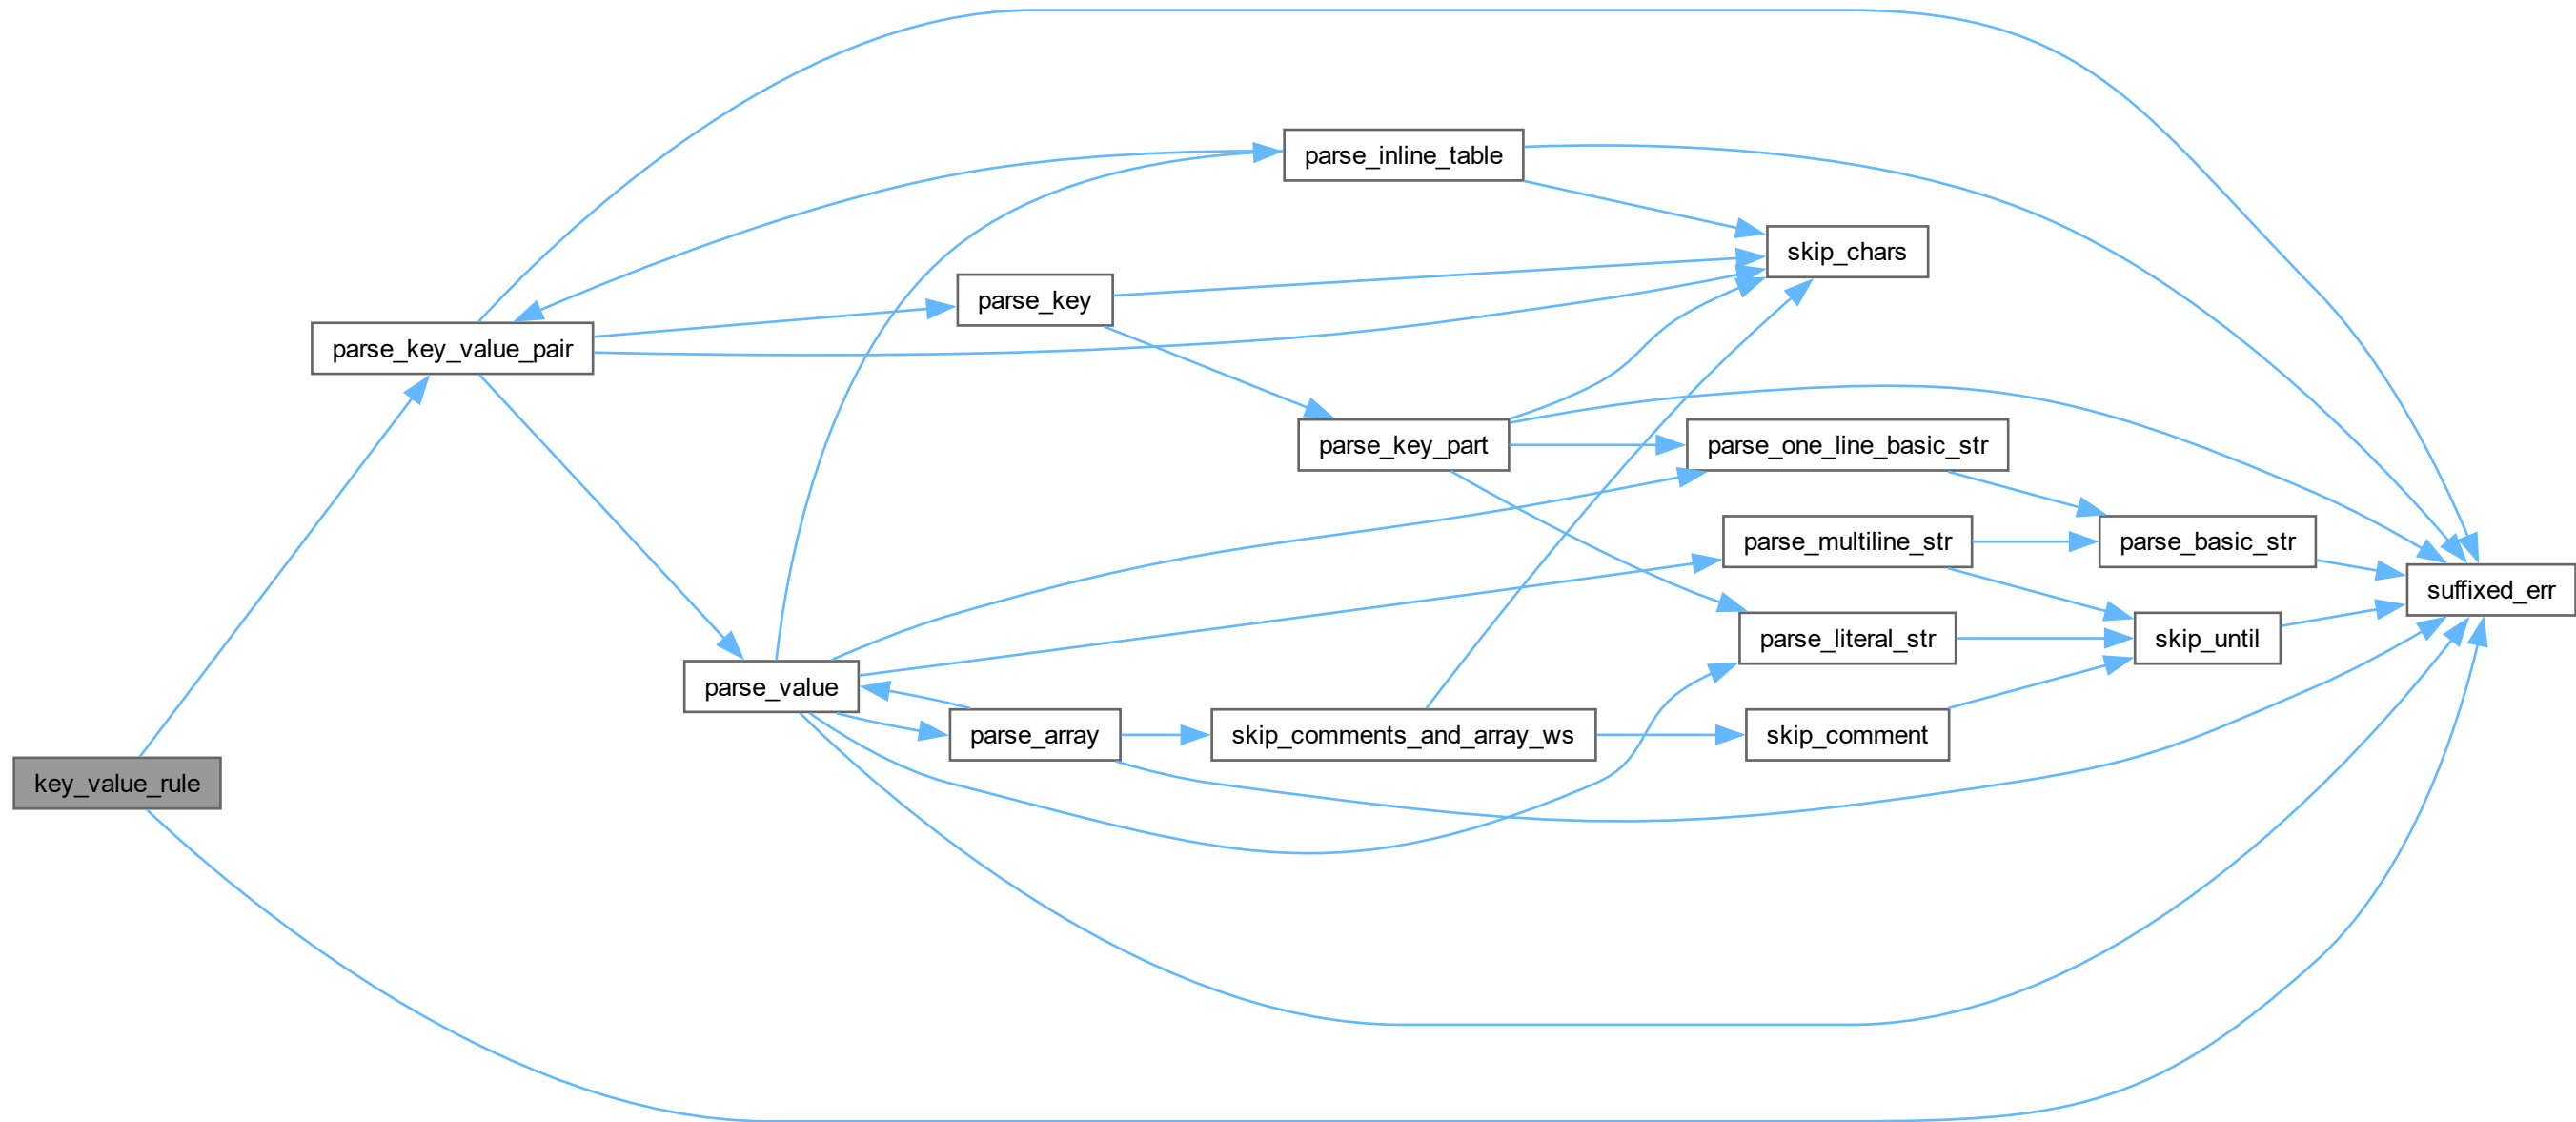 parse_inline_table
skip_chars
parse_key
parse_key_value_pair
parse_key_part
parse_one_line_basic_str
parse_multiline_str
parse_basic_str
suffixed_err
parse_literal_str
skip_until
parse_value
parse_array
skip_comments_and_array_ws
skip_comment
key_value_rule